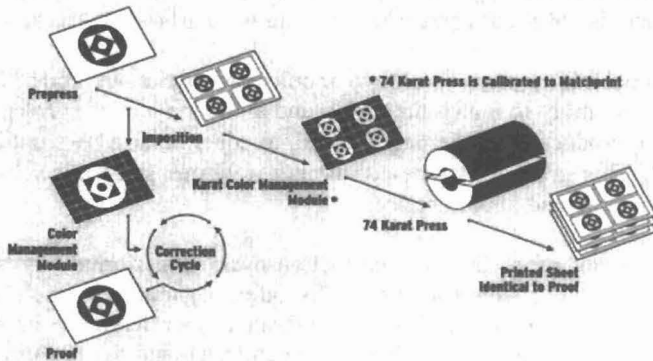 * 74 Karat Press is Calibrated to Matchprint
Prepress
Imposition
Karat Color Management
Module *
74 Karat Press
Printed Sheet
Identical to Proof
Color
Management
Module
Correction
Cycle
Proof